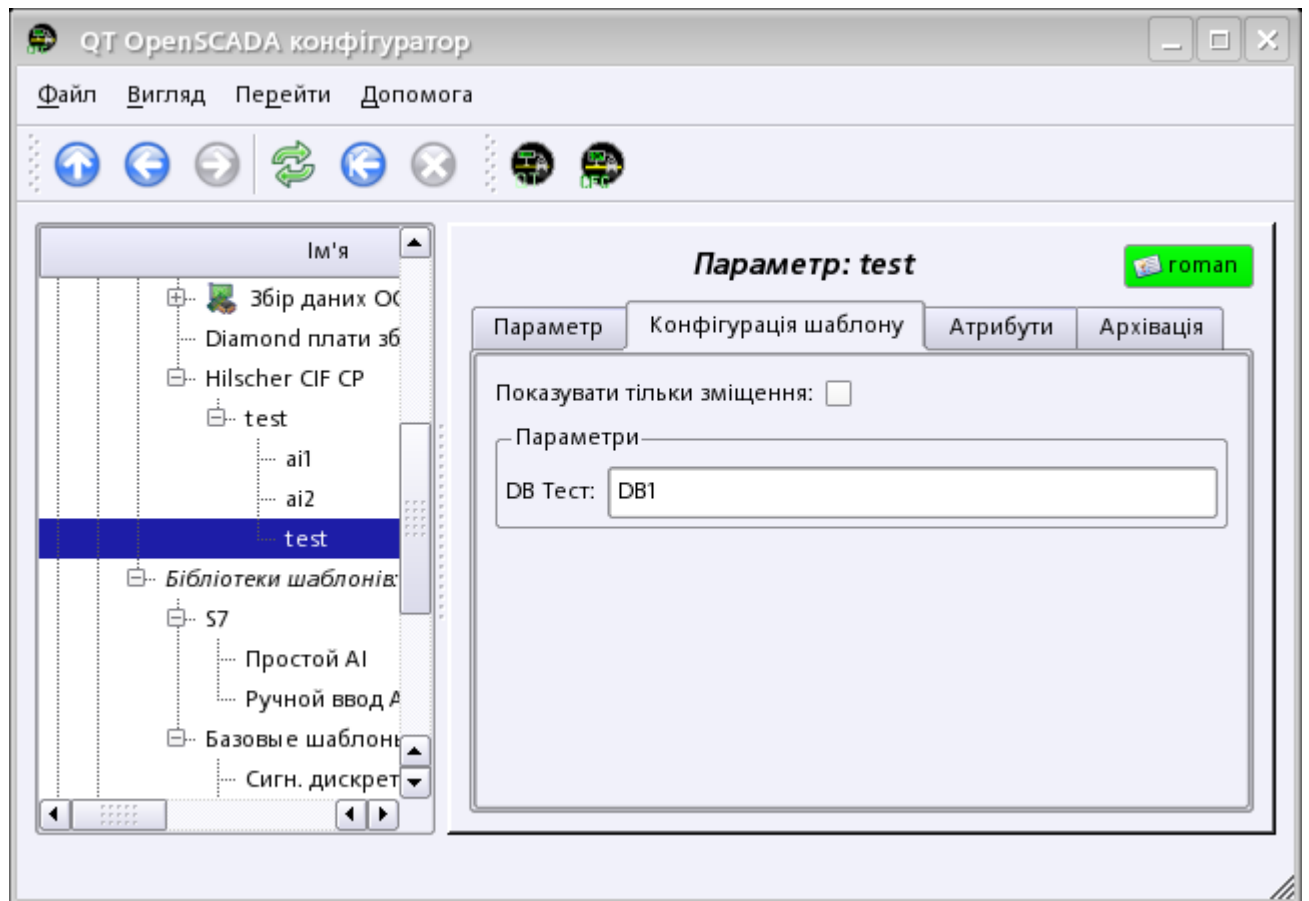 QT OpenSCADA конфігуратор
Файл Вигляд Перейти Допомога
QT CFG
Ім'я
Збір даних ОС
Diamond плати зб
Hilscher CIF CP
test
ai1
ai2
test
Бібліотеки шаблонів:
S7
Простой AI
Ручной ввод A
Базовые шаблоны
Сигн. дискрет
Параметр: test
roman
Параметр Конфігурація шаблону Атрибути Архівація
Показувати тільки зміщення:
Параметри
DB Тест: DB1